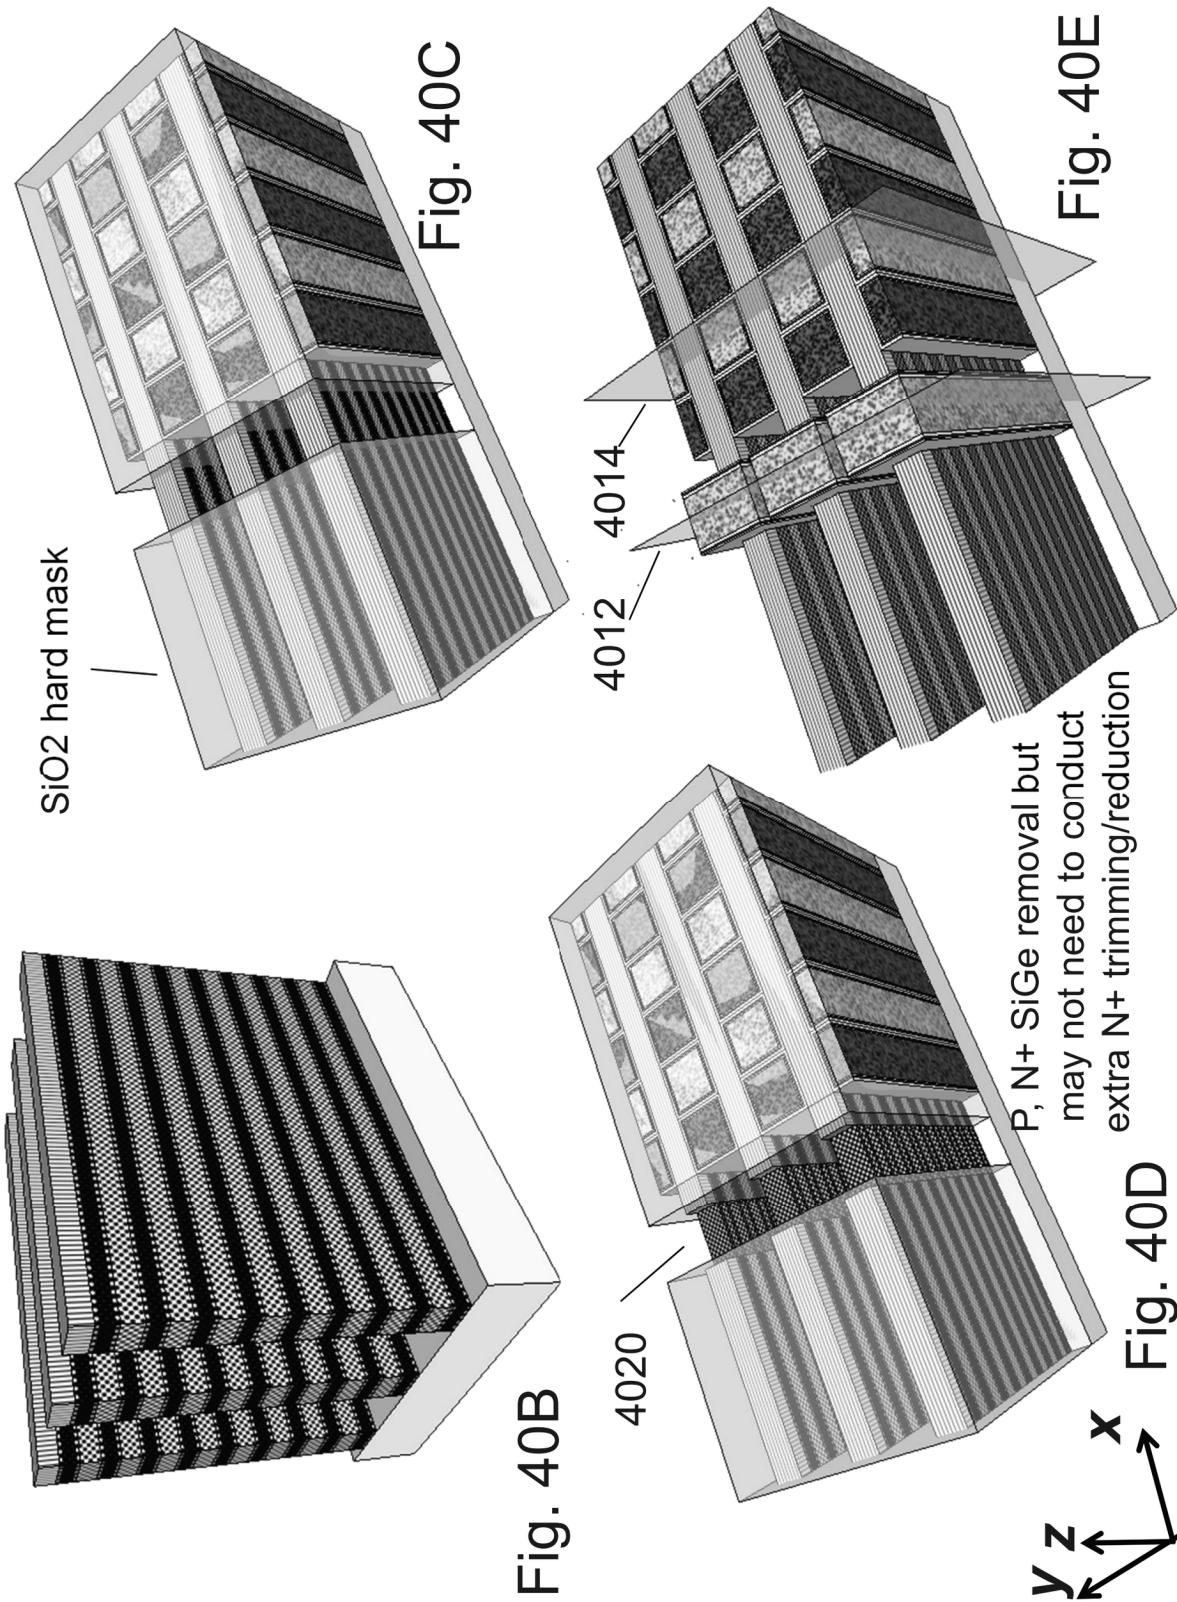 Fig. 40B
SiO2 hard mask
Fig. 40C
4020
P, N+ SiGe removal but
may not need to conduct
extra N+ trimming/reduction
Fig. 40D
4012
4014
Fig. 40E
y
z
x